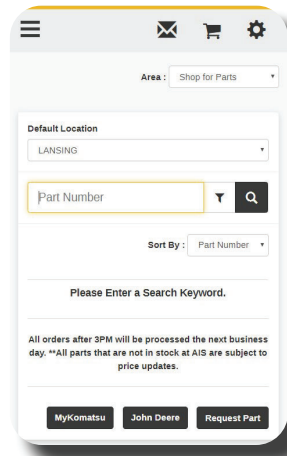 Area : Shop for Parts
Default Location
LANSING
Part Number
Sort By : Part Number
Please Enter a Search Keyword.
All orders after 3PM will be processed the next business
day. **All parts that are not in stock at AIS are subject to
price updates.
MyKomatsu John Deere Request Part